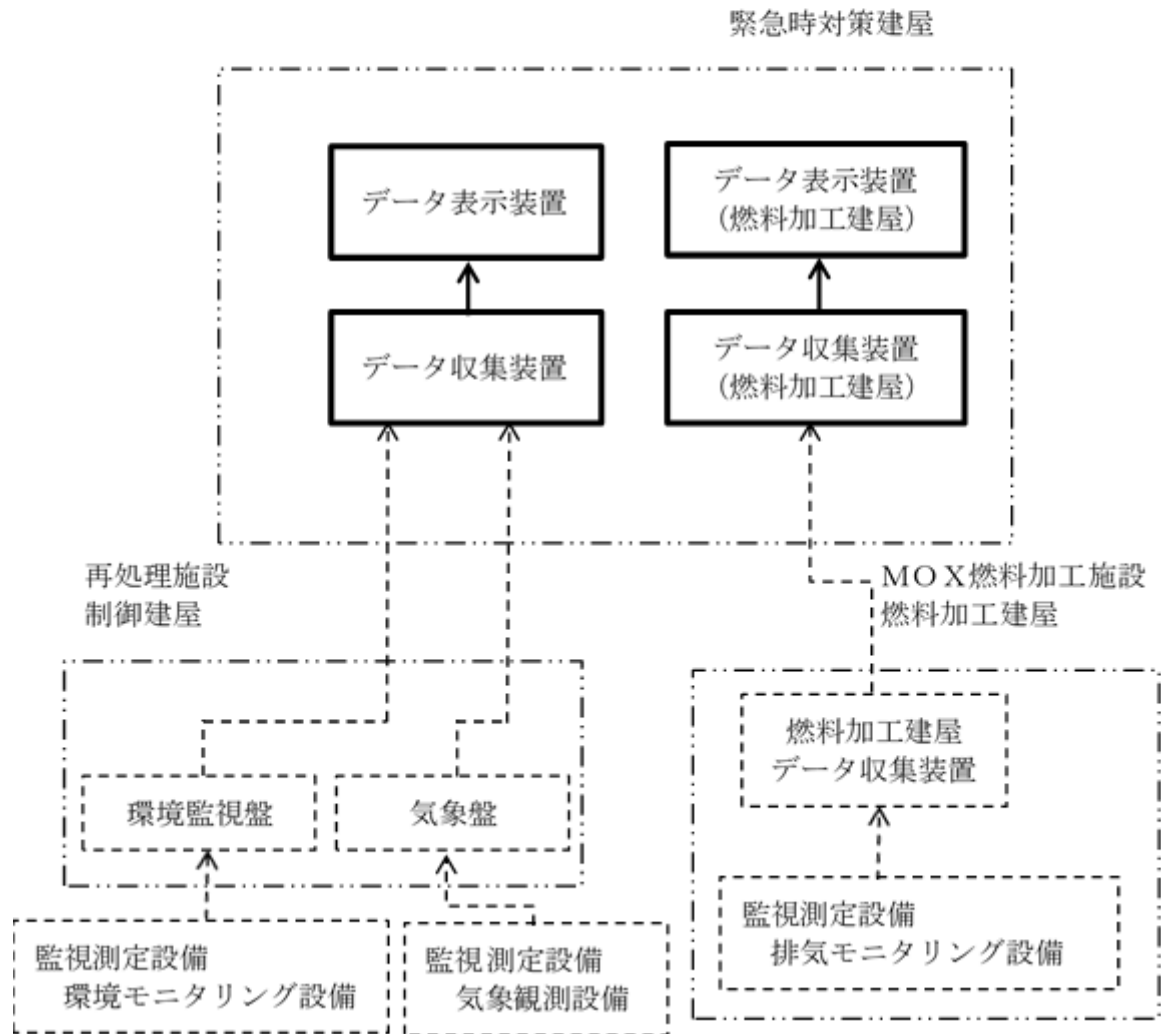 緊急時対策建屋
データ表示装置
データ表示装置
(燃料加工建屋)
データ収集装置
データ収集装置
(燃料加工建屋)
再処理施設
制御建屋
MOX燃料加工施設
燃料加工建屋
燃料加工建屋
データ収集装置
環境監視盤
気象盤
監視測定設備
排気モニタリング設備
監視測定設備
環境モニタリング設備
監視測定設備
気象観測設備